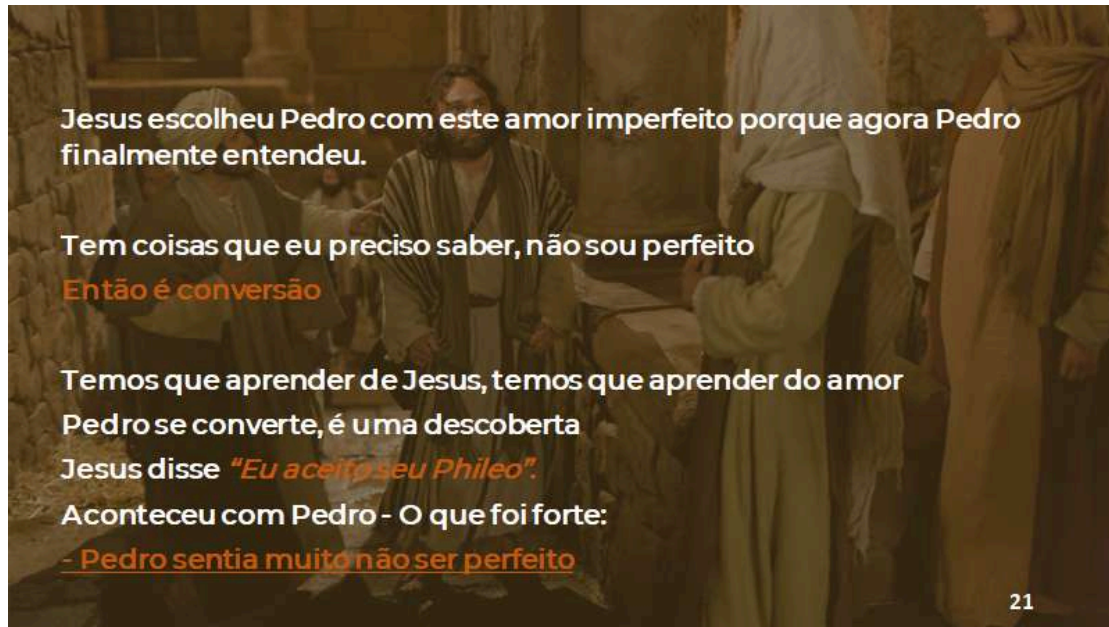 Jesus escolheu Pedro com este amor imperfeito porque agora Pedro
finalmente entendeu.
Tem coisas que eu preciso saber, não sou perfeito
Então é conversão
Temos que aprender de Jesus, temos que aprender do amor
Pedro se converte, é uma descoberta
Jesus disse “Eu aceito seu Phileo”.
Aconteceu com Pedro - O que foi forte:
- Pedro sentia muito não ser perfeito
21